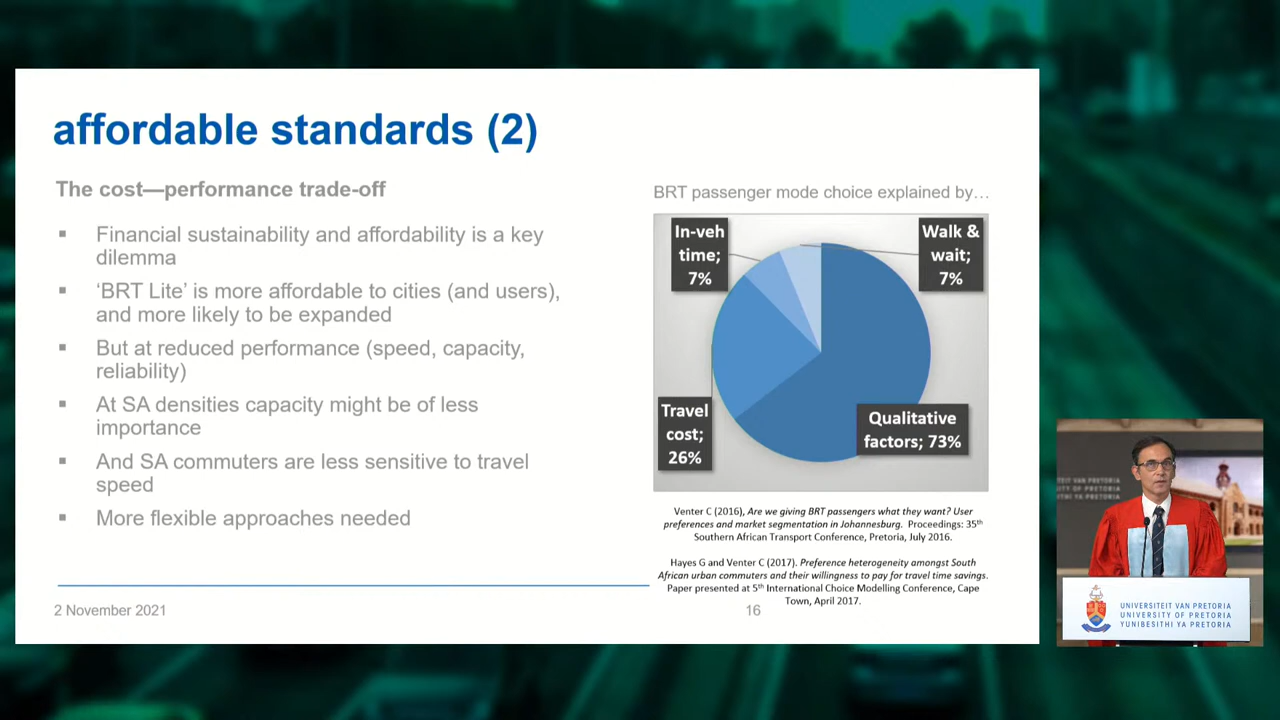 affordable standards (2)
The cost—performance trade-off
▪ Financial sustainability and affordability is a key
dilemma
▪ ‘BRT Lite’ is more affordable to cities (and users),
and more likely to be expanded
▪ But at reduced performance (speed, capacity,
reliability)
▪ At SA densities capacity might be of less
importance
▪ And SA commuters are less sensitive to travel
speed
▪ More flexible approaches needed
BRT passenger mode choice explained by…
In-veh
time;
7%
Walk &
wait;
7%
Travel
cost;
26%
Qualitative
factors; 73%
Venter C (2016), Are we giving BRT passengers what they want? User
preferences and market segmentation in Johannesburg. Proceedings: 35th
Southern African Transport Conference, Pretoria, July 2016.
Hayes G and Venter C (2017). Preference heterogeneity amongst South
African urban commuters and their willingness to pay for travel time savings.
Paper presented at 5th International Choice Modelling Conference, Cape
Town, April 2017.
2 November 2021
16
UNIVERSITEIT VAN PRETORIA
UNIVERSITY OF PRETORIA
YUNIBESITHI YA PRETORIA